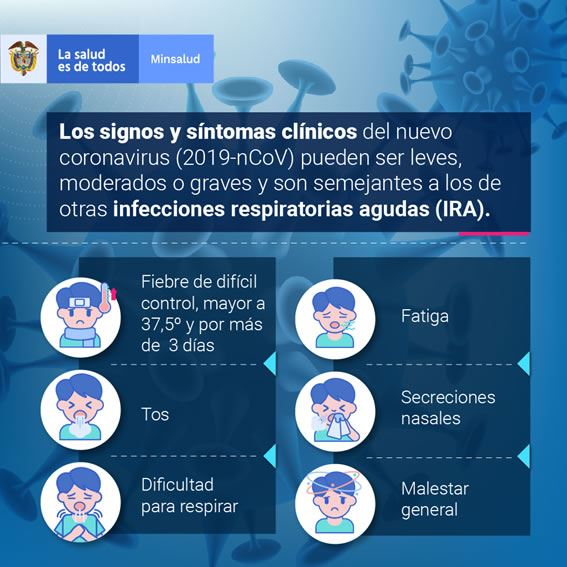 La salud
es de todos
Minsalud
Los signos y síntomas clínicos del nuevo
coronavirus (2019-nCoV) pueden ser leves,
moderados o graves y son semejantes a los de
otras infecciones respiratorias agudas (IRA).
Fiebre de difícil
control, mayor a
37,5º y por más
de 3 días
Tos
Dificultad
para respirar
Fatiga
Secreciones
nasales
Malestar
general